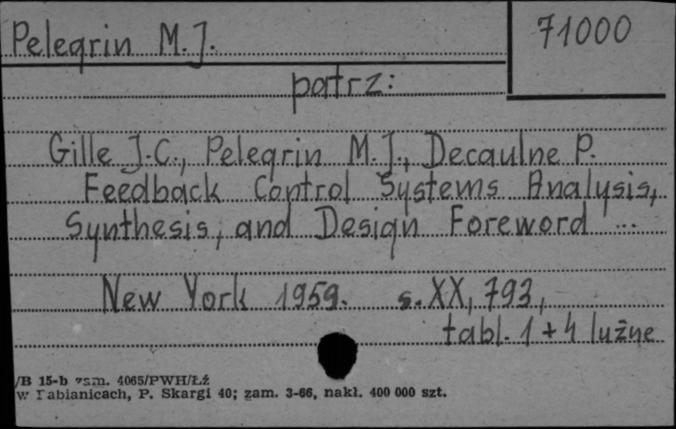 Pelegrin M.J.
71000
patrz:
Gille J.C., Pelegrin M.J., Decaulne P.
Feedback Control Systems Analysis,
Synthesis, and Design Foreword ...
New York 1959. s. XX, 793,
tabl. 1 + 4 luźne
/B 15-b zam. 4065/PWH/Łź
w Pabianicach, P. Skargi 40; zam. 3-66, nakł. 400 000 szt.